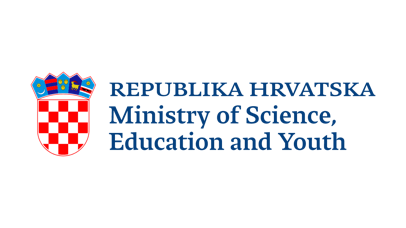 REPUBLIKA HRVATSKA
Ministry of Science,
Education and Youth